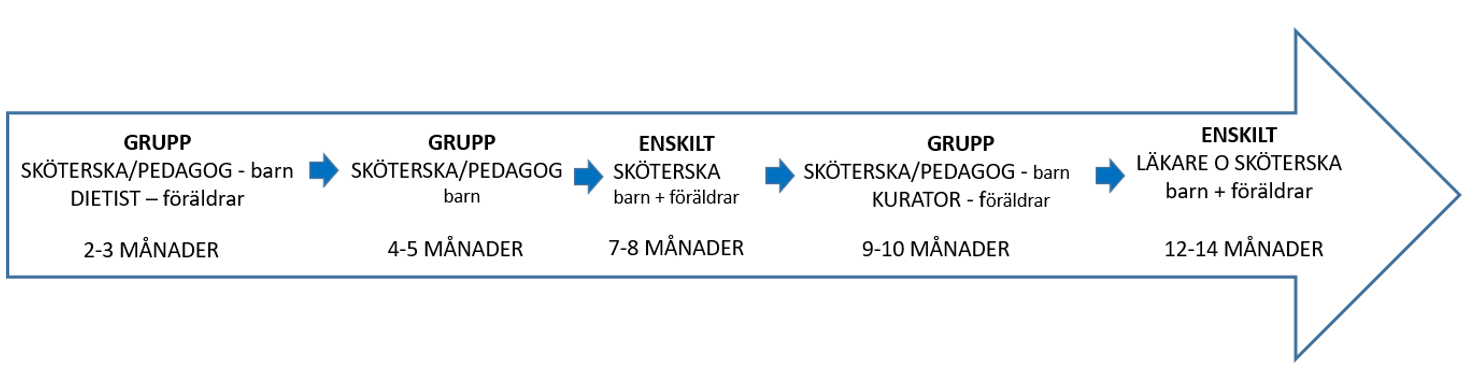 GRUPP
SKÖTERSKA/PEDAGOG - barn
DIETIST – föräldrar
2-3 MÅNADER
GRUPP
SKÖTERSKA/PEDAGOG
barn
4-5 MÅNADER
ENSKILT
SKÖTERSKA
barn + föräldrar
7-8 MÅNADER
GRUPP
SKÖTERSKA/PEDAGOG - barn
KURATOR - föräldrar
9-10 MÅNADER
ENSKILT
LÄKARE O SKÖTERSKA
barn + föräldrar
12-14 MÅNADER